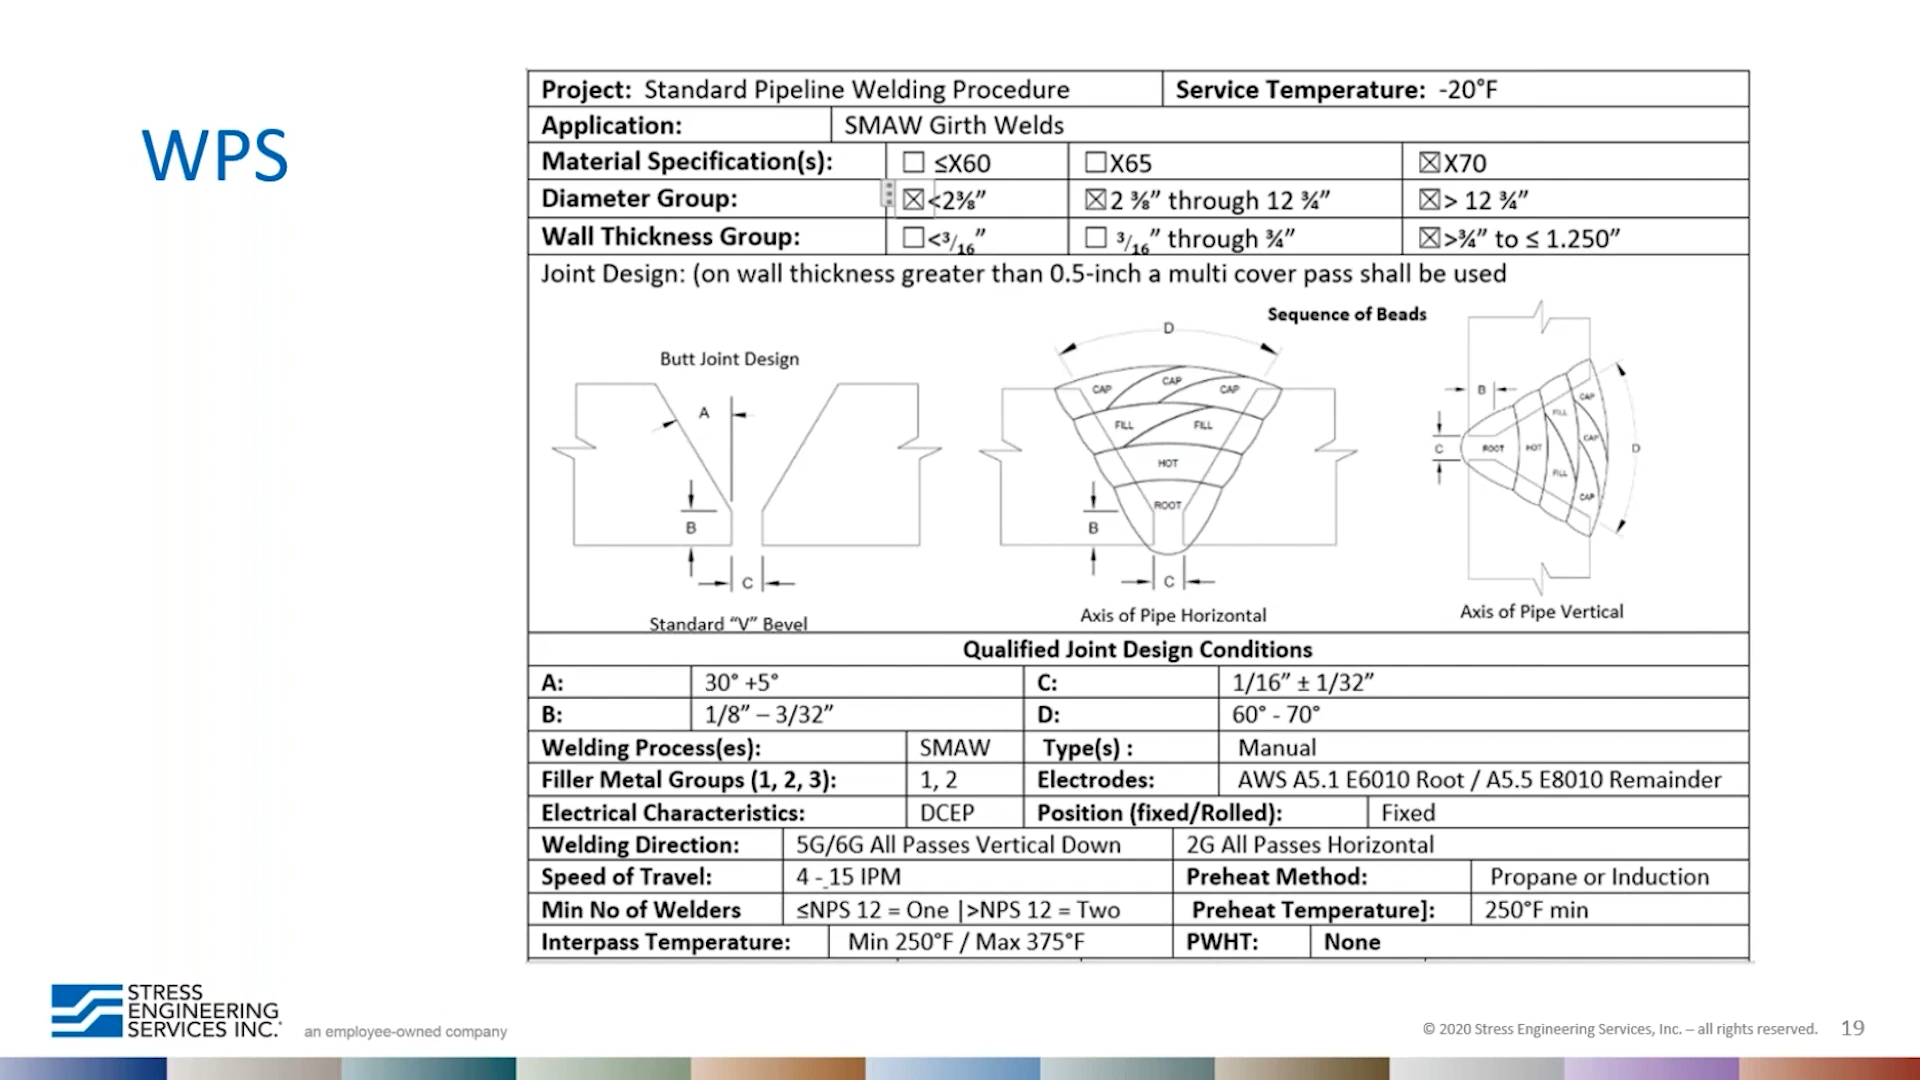 WPS
Project: Standard Pipeline Welding Procedure Service Temperature: -20°F
Application: SMAW Girth Welds
Material Specification(s): ☐ ≤X60 ☐X65 ☒X70
Diameter Group: ☒<2⅜” ☒2 ⅜” through 12 ¾” ☒> 12 ¾”
Wall Thickness Group: ☐<³/₁₆” ☐ ³/₁₆” through ¾” ☒>¾” to ≤ 1.250”
Joint Design: (on wall thickness greater than 0.5-inch a multi cover pass shall be used
Butt Joint Design
A
B
C
Standard “V” Bevel
Sequence of Beads
D
CAP CAP CAP
FILL FILL
HOT
ROOT
B
C
Axis of Pipe Horizontal
B
C
ROOT HOT FILL FILL CAP CAP CAP
D
Axis of Pipe Vertical
Qualified Joint Design Conditions
A: 30° +5° C: 1/16” ± 1/32”
B: 1/8” – 3/32” D: 60° - 70°
Welding Process(es): SMAW Type(s) : Manual
Filler Metal Groups (1, 2, 3): 1, 2 Electrodes: AWS A5.1 E6010 Root / A5.5 E8010 Remainder
Electrical Characteristics: DCEP Position (fixed/Rolled): Fixed
Welding Direction: 5G/6G All Passes Vertical Down 2G All Passes Horizontal
Speed of Travel: 4 - 15 IPM Preheat Method: Propane or Induction
Min No of Welders ≤NPS 12 = One |>NPS 12 = Two Preheat Temperature]: 250°F min
Interpass Temperature: Min 250°F / Max 375°F PWHT: None
STRESS
ENGINEERING
SERVICES INC.
an employee-owned company
© 2020 Stress Engineering Services, Inc. – all rights reserved. 19